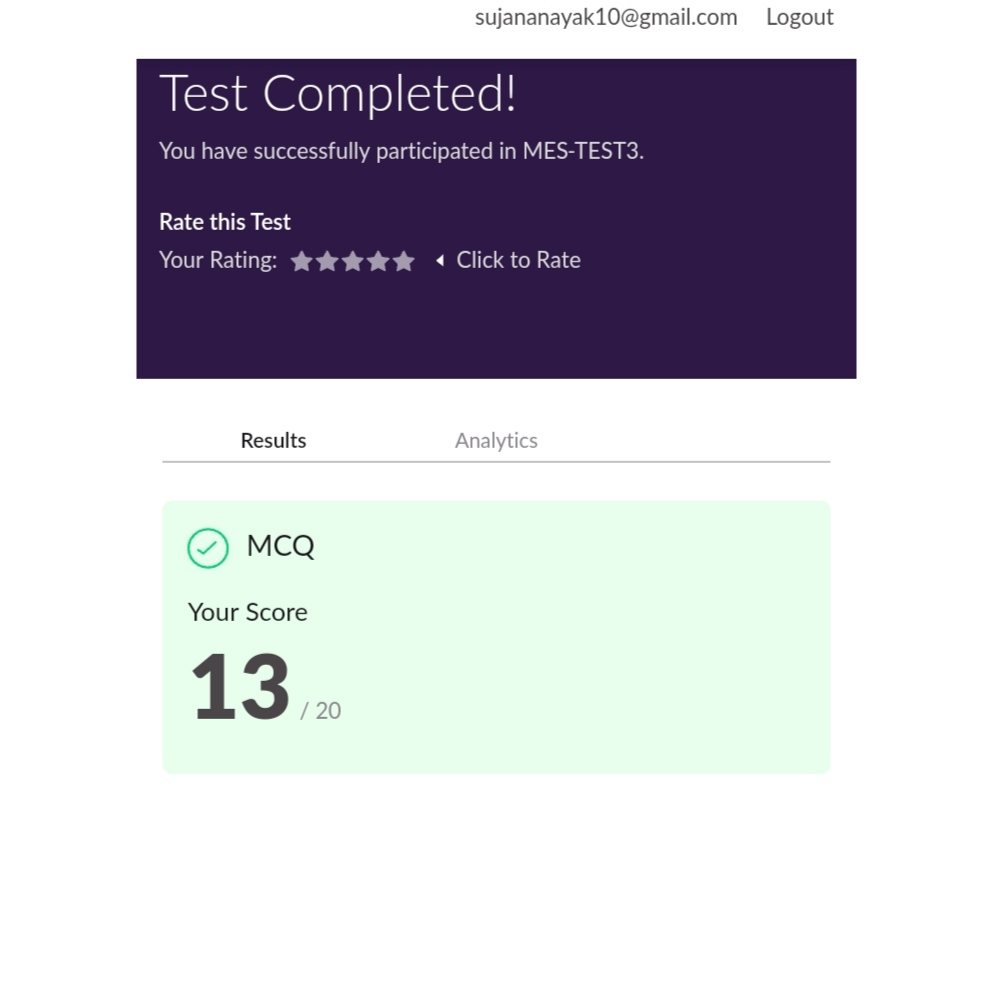 sujananayak10@gmail.com Logout
Test Completed!
You have successfully participated in MES-TEST3.
Rate this Test
Your Rating: Click to Rate
Results Analytics
MCQ
Your Score
13 / 20